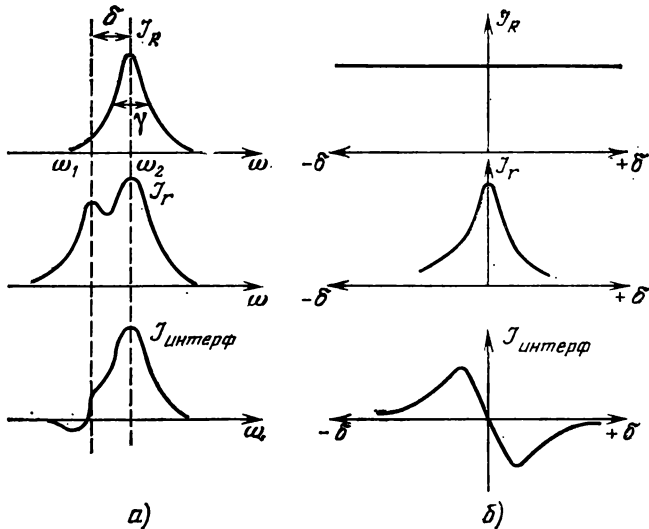 δ
J_R
γ
ω₁
ω₂
ω
J_r
ω
J_интерф
ω
а)
J_R
-δ
+δ
J_r
-δ
+δ
J_интерф
-δ
+δ
б)